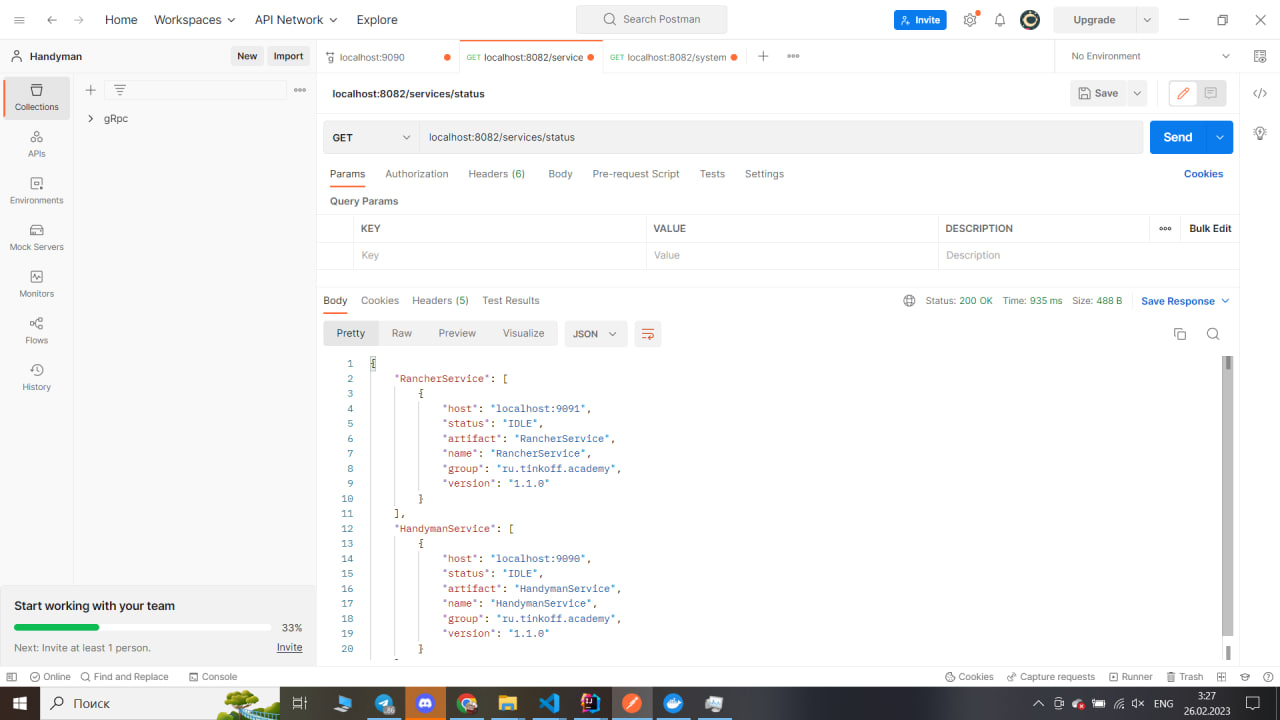 Home Workspaces API Network Explore Search Postman Invite Upgrade
Handyman New Import localhost:9090 GET localhost:8082/service GET localhost:8082/system No Environment
Collections
gRpc
APIs
Environments
Mock Servers
Monitors
Flows
History
localhost:8082/services/status Save
GET localhost:8082/services/status Send
Params Authorization Headers (6) Body Pre-request Script Tests Settings Cookies
Query Params
KEY VALUE DESCRIPTION Bulk Edit
Key Value Description
Body Cookies Headers (5) Test Results Status: 200 OK Time: 935 ms Size: 488 B Save Response
Pretty Raw Preview Visualize JSON
1 {
2 "RancherService": [
3 {
4 "host": "localhost:9091",
5 "status": "IDLE",
6 "artifact": "RancherService",
7 "name": "RancherService",
8 "group": "ru.tinkoff.academy",
9 "version": "1.1.0"
10 }
11 ],
12 "HandymanService": [
13 {
14 "host": "localhost:9090",
15 "status": "IDLE",
16 "artifact": "HandymanService",
17 "name": "HandymanService",
18 "group": "ru.tinkoff.academy",
19 "version": "1.1.0"
20 }
Start working with your team
33%
Next: Invite at least 1 person. Invite
Online Find and Replace Console Cookies Capture requests Runner Trash
Поиск 86 ENG 3:27
26.02.2023